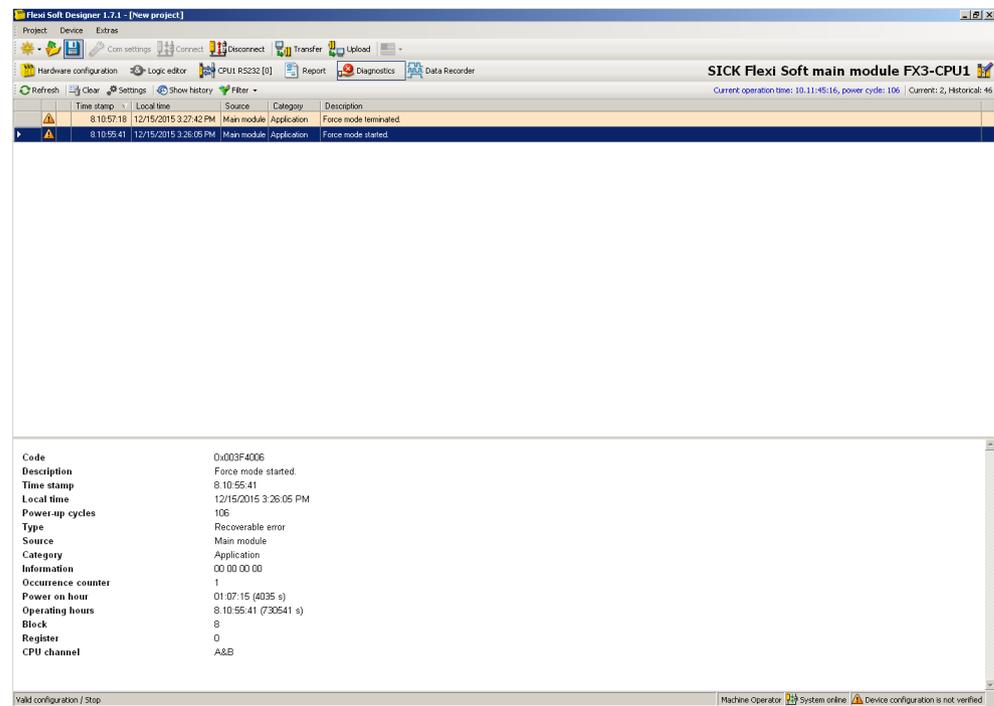 Flexi Soft Designer 1.7.1 - [New project]
Project Device Extras
Com settings Connect Disconnect Transfer Upload
Hardware configuration Logic editor CPU1 RS232 [0] Report Diagnostics Data Recorder SICK Flexi Soft main module FX3-CPU1
Refresh Clear Settings Show history Filter Current operation time: 10.11:45:16, power cycle: 106 Current: 2, Historical: 46
Time stamp Local time Source Category Description
8.10:57:18 12/15/2015 3:27:42 PM Main module Application Force mode terminated.
8.10:55:41 12/15/2015 3:26:05 PM Main module Application Force mode started.
Code 0x003F4006
Description Force mode started.
Time stamp 8.10:55:41
Local time 12/15/2015 3:26:05 PM
Power-up cycles 106
Type Recoverable error
Source Main module
Category Application
Information 00 00 00 00
Occurrence counter 1
Power on hour 01:07:15 (4035 s)
Operating hours 8.10:55:41 (730541 s)
Block 8
Register 0
CPU channel A&B
Valid configuration / Stop Machine Operator System online Device configuration is not verified